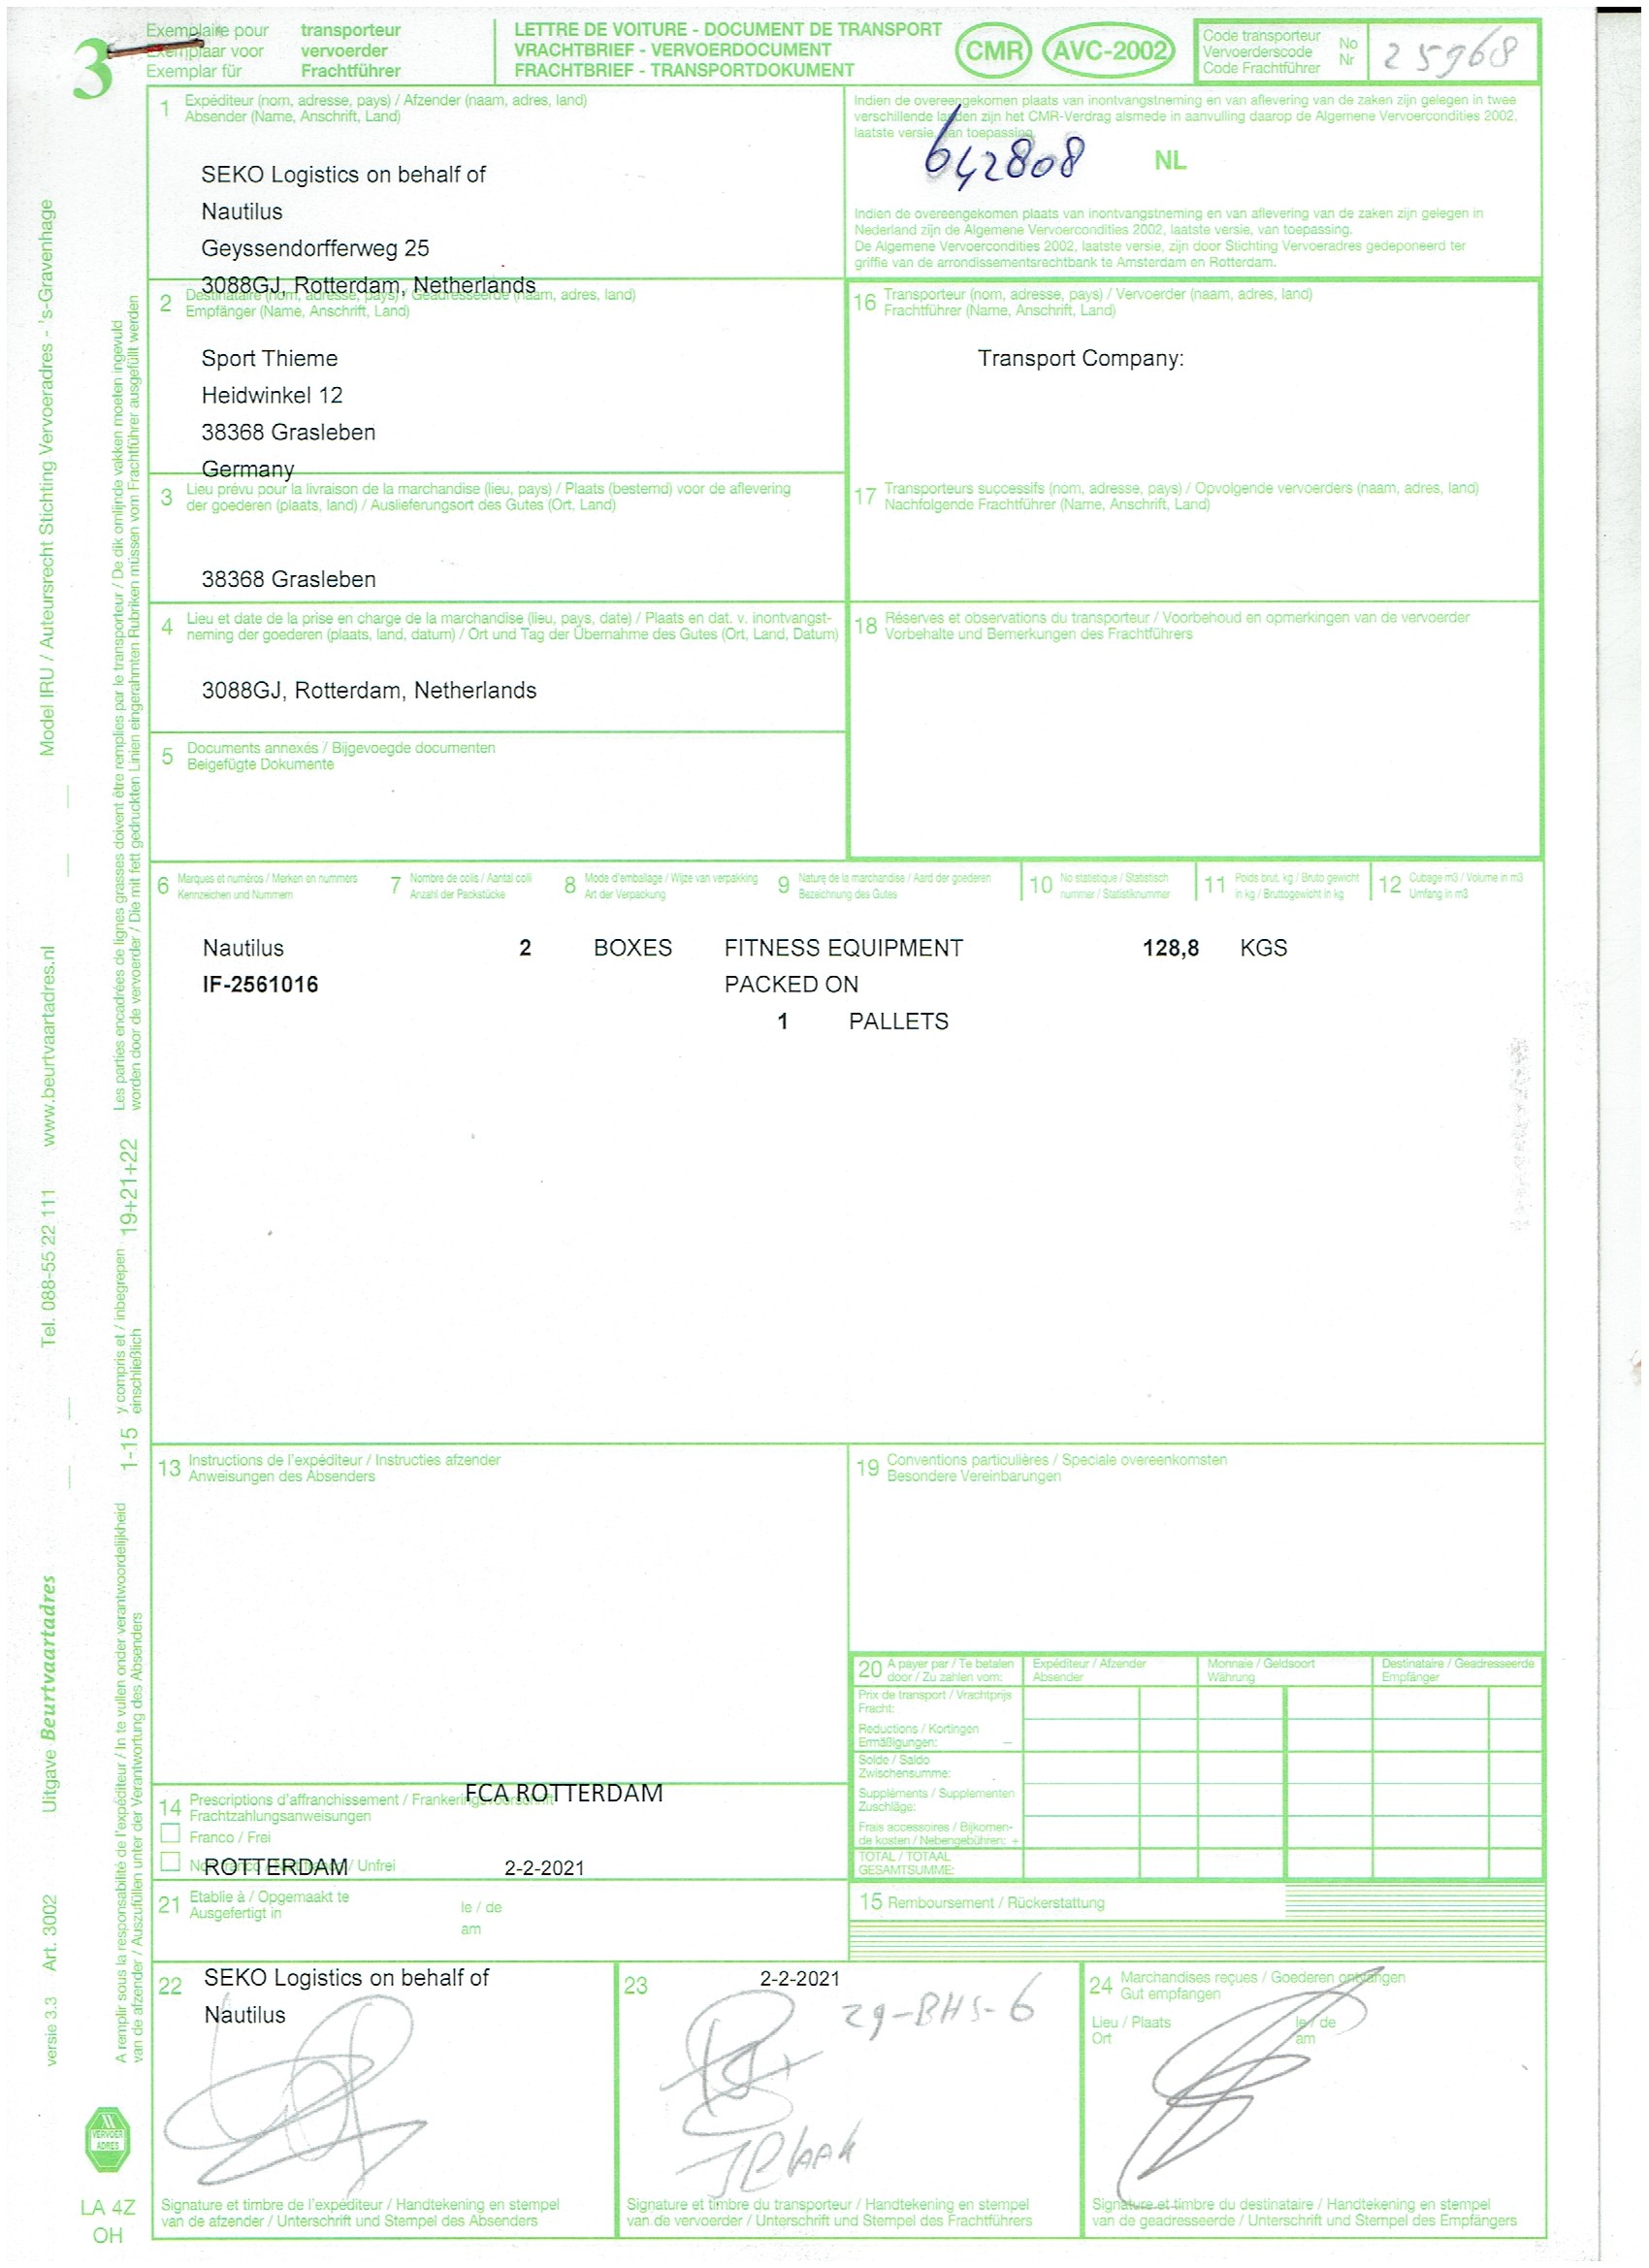 3
Exemplaire pour transporteur
Exemplaar voor vervoerder
Exemplar für Frachtführer
LETTRE DE VOITURE - DOCUMENT DE TRANSPORT
VRACHTBRIEF - VERVOERDOCUMENT
FRACHTBRIEF - TRANSPORTDOKUMENT
CMR AVC-2002
Code transporteur No
Vervoerderscode Nr
Code Frachtführer
25968
1 Expéditeur (nom, adresse, pays) / Afzender (naam, adres, land)
Absender (Name, Anschrift, Land)
SEKO Logistics on behalf of
Nautilus
Geyssendorfferweg 25
3088GJ, Rotterdam, Netherlands
Indien de overeengekomen plaats van inontvangstneming en van aflevering van de zaken zijn gelegen in twee
verschillende landen zijn het CMR-Verdrag alsmede in aanvulling daarop de Algemene Vervoercondities 2002,
laatste versie, van toepassing.
642808
NL
Indien de overeengekomen plaats van inontvangstneming en van aflevering van de zaken zijn gelegen in
Nederland zijn de Algemene Vervoercondities 2002, laatste versie, van toepassing.
De Algemene Vervoercondities 2002, laatste versie, zijn door Stichting Vervoeradres gedeponeerd ter
griffie van de arrondissementsrechtbank te Amsterdam en Rotterdam.
2 Destinataire (nom, adresse, pays) / Geadresseerde (naam, adres, land)
Empfänger (Name, Anschrift, Land)
Sport Thieme
Heidwinkel 12
38368 Grasleben
Germany
16 Transporteur (nom, adresse, pays) / Vervoerder (naam, adres, land)
Frachtführer (Name, Anschrift, Land)
Transport Company:
3 Lieu prévu pour la livraison de la marchandise (lieu, pays) / Plaats (bestemd) voor de aflevering
der goederen (plaats, land) / Auslieferungsort des Gutes (Ort, Land)
38368 Grasleben
17 Transporteurs successifs (nom, adresse, pays) / Opvolgende vervoerders (naam, adres, land)
Nachfolgende Frachtführer (Name, Anschrift, Land)
4 Lieu et date de la prise en charge de la marchandise (lieu, pays, date) / Plaats en dat. v. inontvangst-
neming der goederen (plaats, land, datum) / Ort und Tag der Übernahme des Gutes (Ort, Land, Datum)
3088GJ, Rotterdam, Netherlands
18 Réserves et observations du transporteur / Voorbehoud en opmerkingen van de vervoerder
Vorbehalte und Bemerkungen des Frachtführers
5 Documents annexés / Bijgevoegde documenten
Beigefügte Dokumente
6 Marques et numéros / Merken en nummers
Kennzeichen und Nummern
7 Nombre de colis / Aantal colli
Anzahl der Packstücke
8 Mode d'emballage / Wijze van verpakking
Art der Verpackung
9 Nature de la marchandise / Aard der goederen
Bezeichnung des Gutes
10 No statistique / Statistisch
nummer / Statistiknummer
11 Poids brut, kg / Bruto gewicht
in kg / Bruttogewicht in kg
12 Cubage m3 / Volume in m3
Umfang in m3
Nautilus 2 BOXES FITNESS EQUIPMENT 128,8 KGS
IF-2561016 PACKED ON
1 PALLETS
13 Instructions de l'expéditeur / Instructies afzender
Anweisungen des Absenders
19 Conventions particulières / Speciale overeenkomsten
Besondere Vereinbarungen
20 A payer par / Te betalen
door / Zu zahlen vom:
Expéditeur / Afzender
Absender
Monnaie / Geldsoort
Währung
Destinataire / Geadresseerde
Empfänger
Prix de transport / Vrachtprijs
Fracht:
Reductions / Kortingen
Ermäßigungen: –
Solde / Saldo
Zwischensumme:
Suppléments / Supplementen
Zuschläge:
Frais accessoires / Bijkomen-
de kosten / Nebengebühren: +
TOTAL / TOTAAL
GESAMTSUMME:
FCA ROTTERDAM
14 Prescriptions d'affranchissement / Frankeringsvoorschrift
Frachtzahlungsanweisungen
Franco / Frei
/ Unfrei
ROTTERDAM 2-2-2021
21 Etablie à / Opgemaakt te
Ausgefertigt in
le / de
am
15 Remboursement / Rückerstattung
22 SEKO Logistics on behalf of
Nautilus
Signature et timbre de l'expéditeur / Handtekening en stempel
van de afzender / Unterschrift und Stempel des Absenders
23 2-2-2021
29-BHS-6
Signature et timbre du transporteur / Handtekening en stempel
van de vervoerder / Unterschrift und Stempel des Frachtführers
24 Marchandises reçues / Goederen ontvangen
Gut empfangen
Lieu / Plaats le / de
Ort am
Signature et timbre du destinataire / Handtekening en stempel
van de geadresseerde / Unterschrift und Stempel des Empfängers
Model IRU / Auteursrecht Stichting Vervoeradres - 's-Gravenhage
www.beurtvaartadres.nl
Tel. 088-55 22 111
Uitgave Beurtvaartadres
Art. 3002
versie 3.3
Les parties encadrées de lignes grasses doivent être remplies par le transporteur / De dik omlijnde vakken moeten ingevuld
worden door de vervoerder / Die mit fett gedruckten Linien eingerahmten Rubriken müssen vom Frachtführer ausgefüllt werden
19+21+22
y compris et / inbegrepen
einschließlich
1-15
A remplir sous la responsabilité de l'expéditeur / In te vullen onder verantwoordelijkheid
van de afzender / Auszufüllen unter der Verantwortung des Absenders
VERVOER
ADRES
LA 4Z
OH